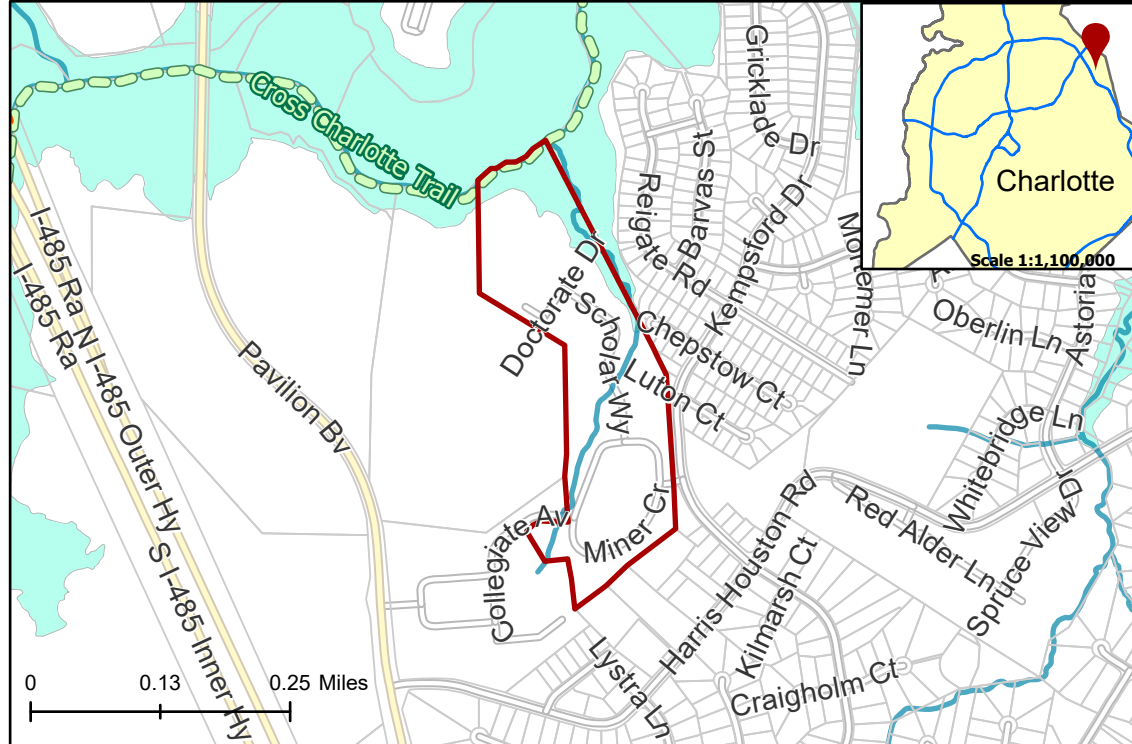 Cross Charlotte Trail
Gricklade Dr
Barvas St
Reigate Rd
Kempsford Dr
Mortemer Ln
Charlotte
Scale 1:1,100,000
Astoria
Oberlin Ln
I-485 Ra N I-485 Outer Hy
I-485 Ra
S I-485 Inner Hy
Pavilion Bv
Doctorate Dr
Scholar Wy
Chepstow Ct
Luton Ct
Whitebridge Ln
Collegiate Av
Miner Cr
Harris Houston Rd
Red Alder Ln
Spruce View Dr
Kilmarsh Ct
Lystra Ln
Craigholm Ct
0 0.13 0.25 Miles